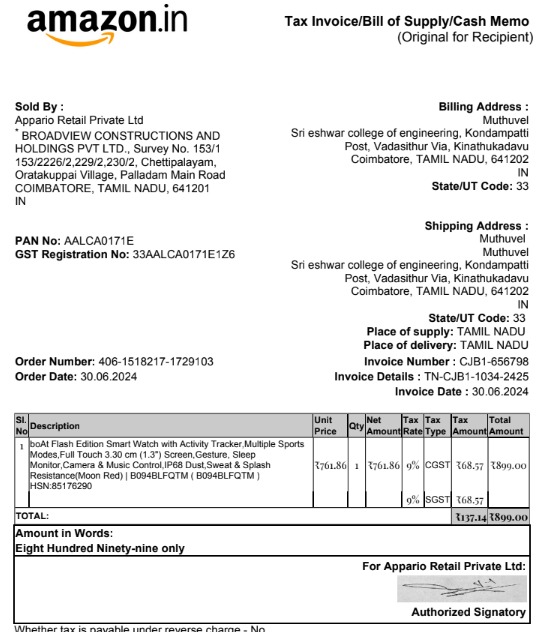 amazon.in
Tax Invoice/Bill of Supply/Cash Memo
(Original for Recipient)
Sold By :
Appario Retail Private Ltd
* BROADVIEW CONSTRUCTIONS AND
HOLDINGS PVT LTD., Survey No. 153/1
153/2226/2,229/2,230/2, Chettipalayam,
Oratakuppai Village, Palladam Main Road
COIMBATORE, TAMIL NADU, 641201
IN
Billing Address :
Muthuvel
Sri eshwar college of engineering, Kondampatti
Post, Vadasithur Via, Kinathukadavu
Coimbatore, TAMIL NADU, 641202
IN
State/UT Code: 33
PAN No: AALCA0171E
GST Registration No: 33AALCA0171E1Z6
Shipping Address :
Muthuvel
Muthuvel
Sri eshwar college of engineering, Kondampatti
Post, Vadasithur Via, Kinathukadavu
Coimbatore, TAMIL NADU, 641202
IN
State/UT Code: 33
Place of supply: TAMIL NADU
Place of delivery: TAMIL NADU
Order Number: 406-1518217-1729103
Order Date: 30.06.2024
Invoice Number : CJB1-656798
Invoice Details : TN-CJB1-1034-2425
Invoice Date : 30.06.2024
Sl. No Description Unit Price Qty Net Amount Tax Rate Tax Type Tax Amount Total Amount
1 boAt Flash Edition Smart Watch with Activity Tracker,Multiple Sports
Modes,Full Touch 3.30 cm (1.3") Screen,Gesture, Sleep
Monitor,Camera & Music Control,IP68 Dust,Sweat & Splash
Resistance(Moon Red) | B094BLFQTM ( B094BLFQTM )
HSN:85176290
₹761.86 1 ₹761.86 9% CGST ₹68.57 ₹899.00
9% SGST ₹68.57
TOTAL: ₹137.14 ₹899.00
Amount in Words:
Eight Hundred Ninety-nine only
For Appario Retail Private Ltd:
Authorized Signatory
Whether tax is payable under reverse charge - No